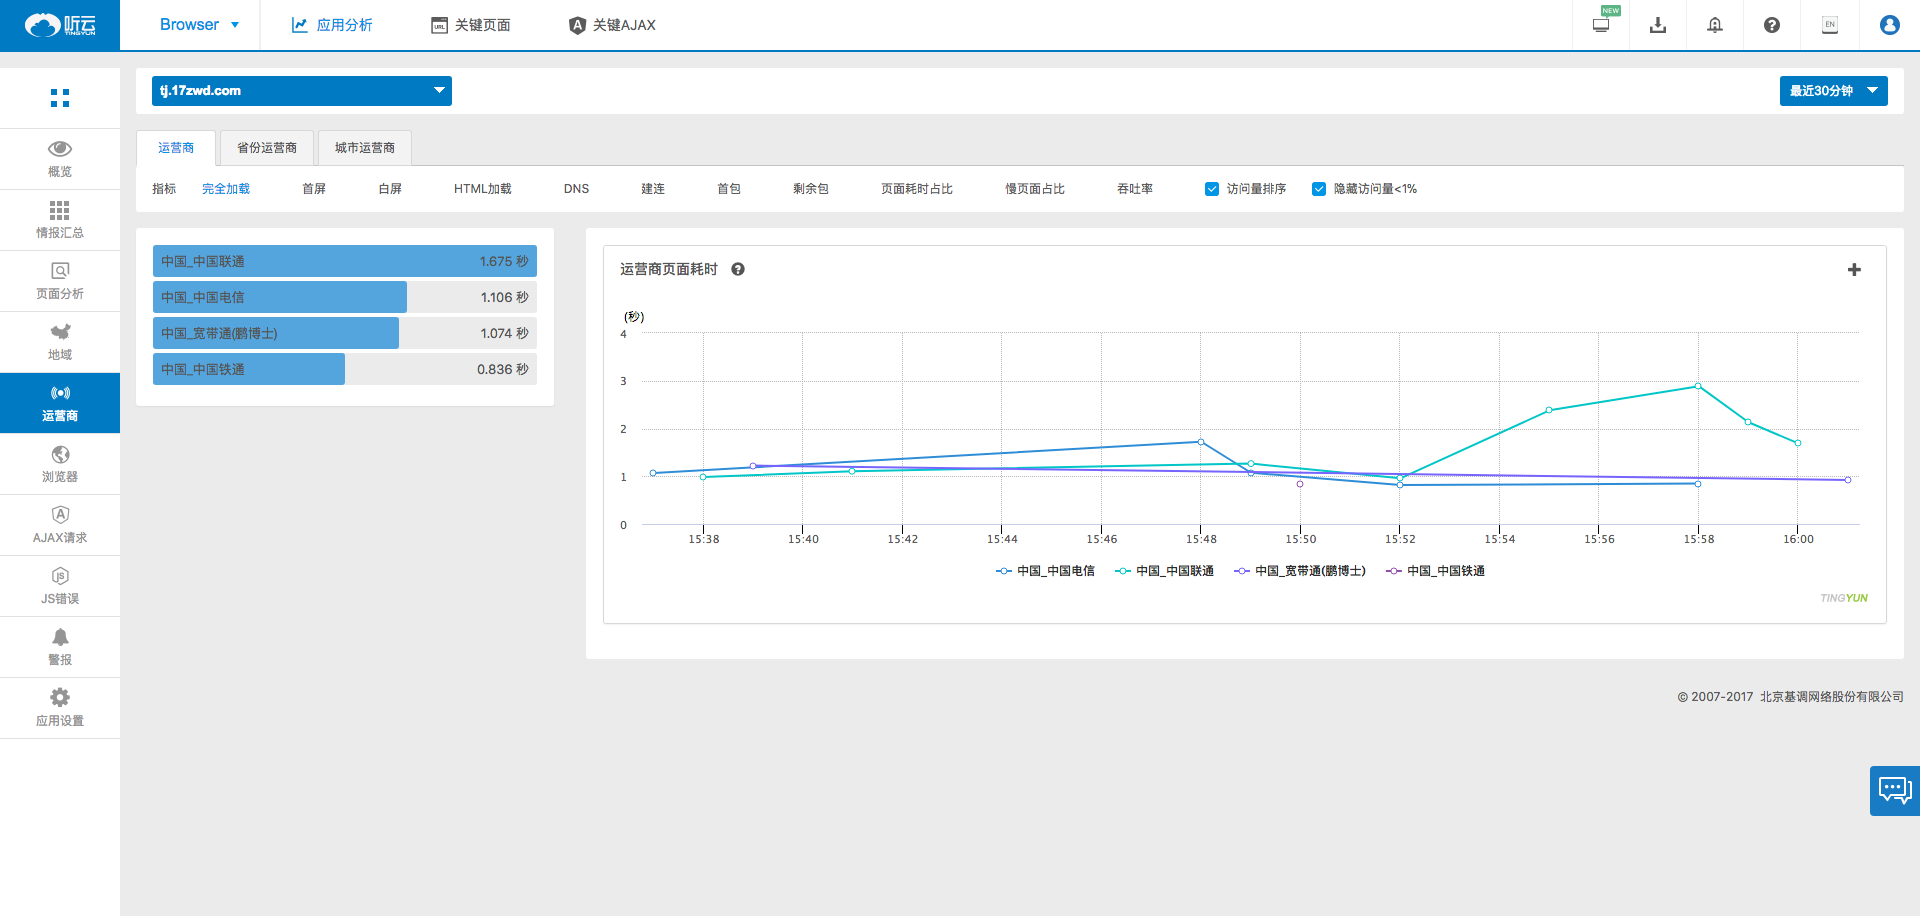 听云
TINGYUN
Browser
应用分析
关键页面
关键AJAX
NEW
EN
tj.17zwd.com
最近30分钟
概览
情报汇总
页面分析
地域
运营商
浏览器
AJAX请求
JS错误
警报
应用设置
运营商 省份运营商 城市运营商
指标 完全加载 首屏 白屏 HTML加载 DNS 建连 首包 剩余包 页面耗时占比 慢页面占比 吞吐率 访问量排序 隐藏访问量<1%
中国_中国联通 1.675 秒
中国_中国电信 1.106 秒
中国_宽带通(鹏博士) 1.074 秒
中国_中国铁通 0.836 秒
运营商页面耗时
(秒)
4
3
2
1
0
15:38 15:40 15:42 15:44 15:46 15:48 15:50 15:52 15:54 15:56 15:58 16:00
中国_中国电信 中国_中国联通 中国_宽带通(鹏博士) 中国_中国铁通
TINGYUN
© 2007-2017 北京基调网络股份有限公司